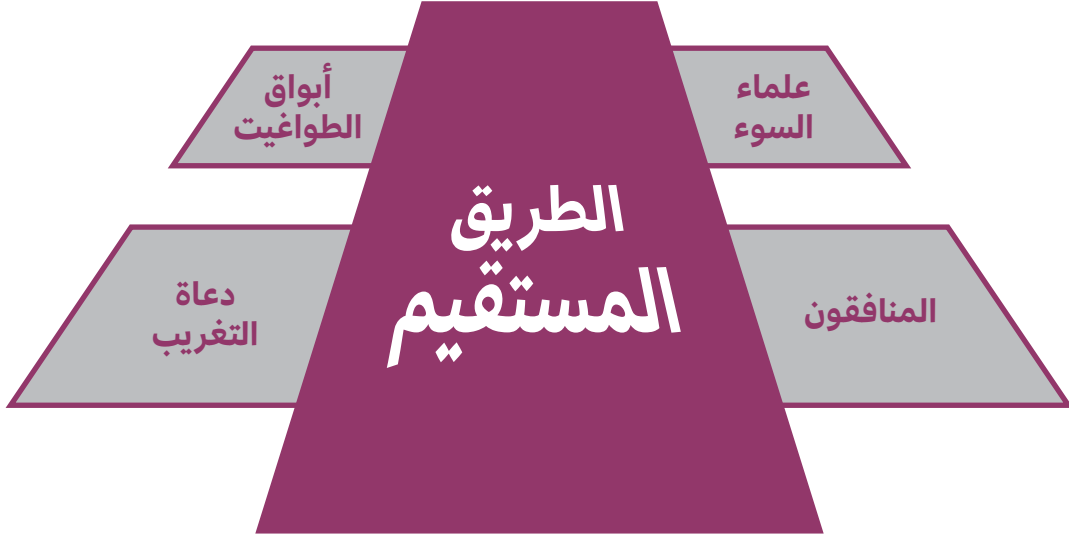 علماء
السوء
أبواق
الطواغيت
الطريق
المستقيم
المنافقون
دعاة
التغريب